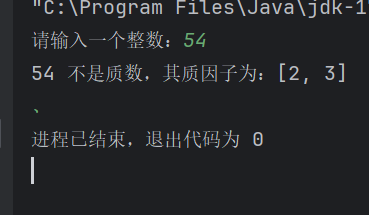 "C:\Program Files\Java\jdk-1
请输入一个整数：54
54 不是质数，其质因子为：[2, 3]
、
进程已结束，退出代码为 0